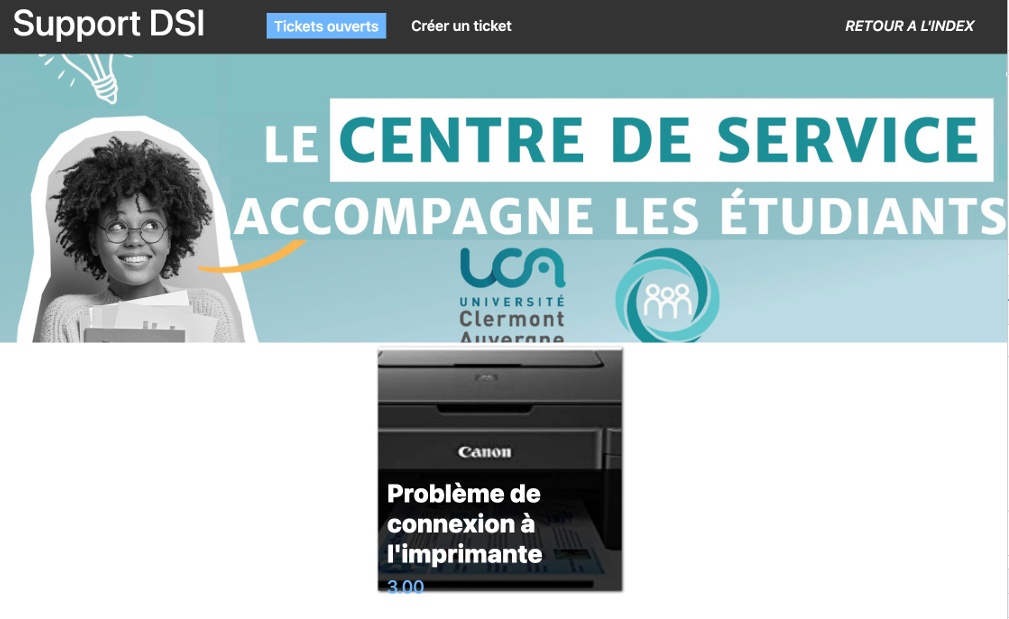 Support DSI
Tickets ouverts
Créer un ticket
RETOUR A L'INDEX
LE CENTRE DE SERVICE
ACCOMPAGNE LES ÉTUDIANTS
UCA
UNIVERSITÉ
Clermont
Auvergne
Canon
Problème de
connexion à
l'imprimante
3.00